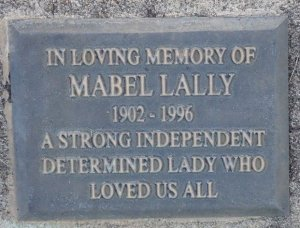 IN LOVING MEMORY OF
MABEL LALLY
1902 - 1996
A STRONG INDEPENDENT
DETERMINED LADY WHO
LOVED US ALL